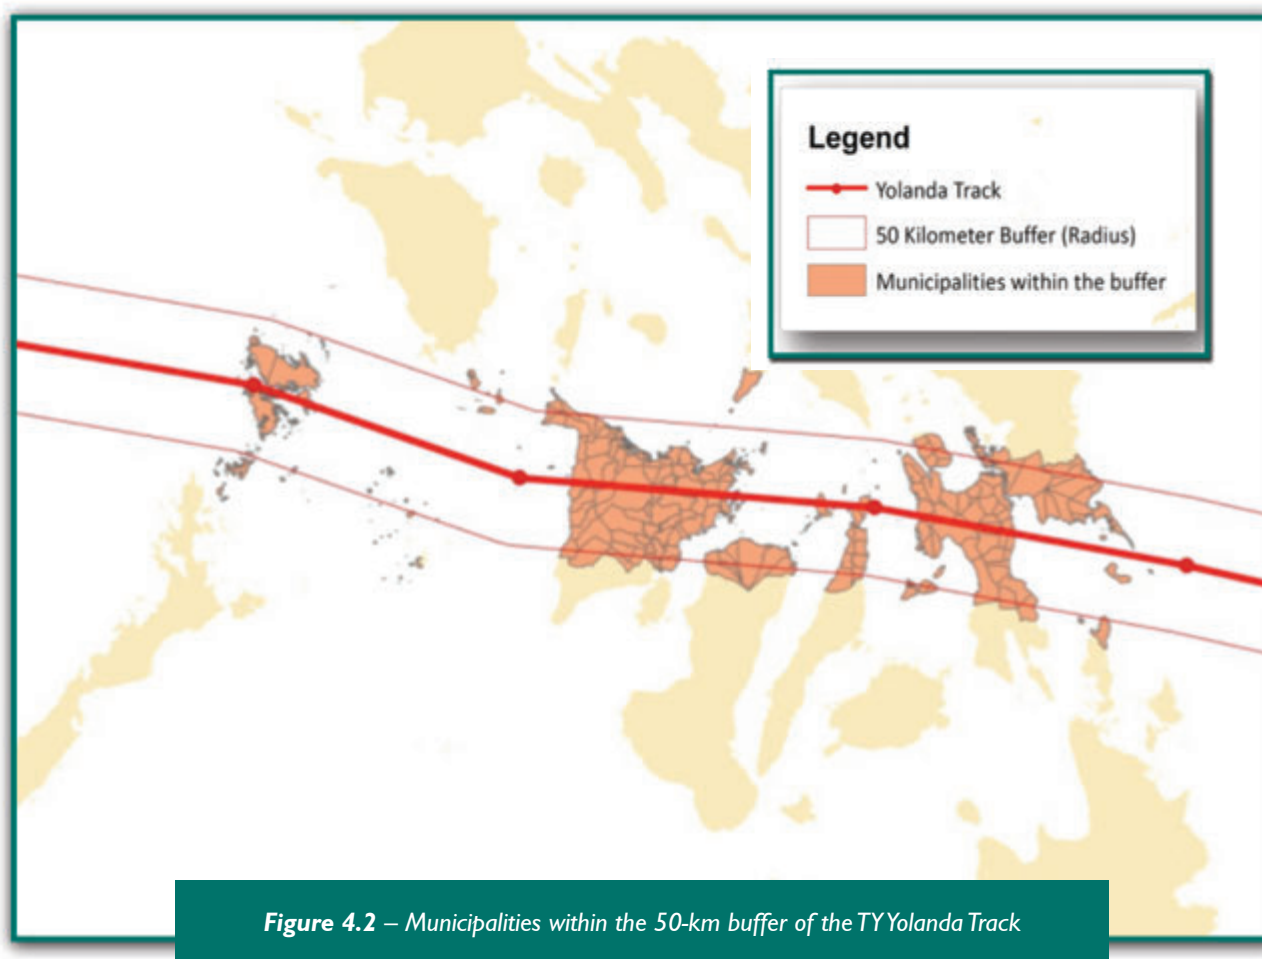 Legend
Yolanda Track
50 Kilometer Buffer (Radius)
Municipalities within the buffer
Figure 4.2 – Municipalities within the 50-km buffer of the TY Yolanda Track